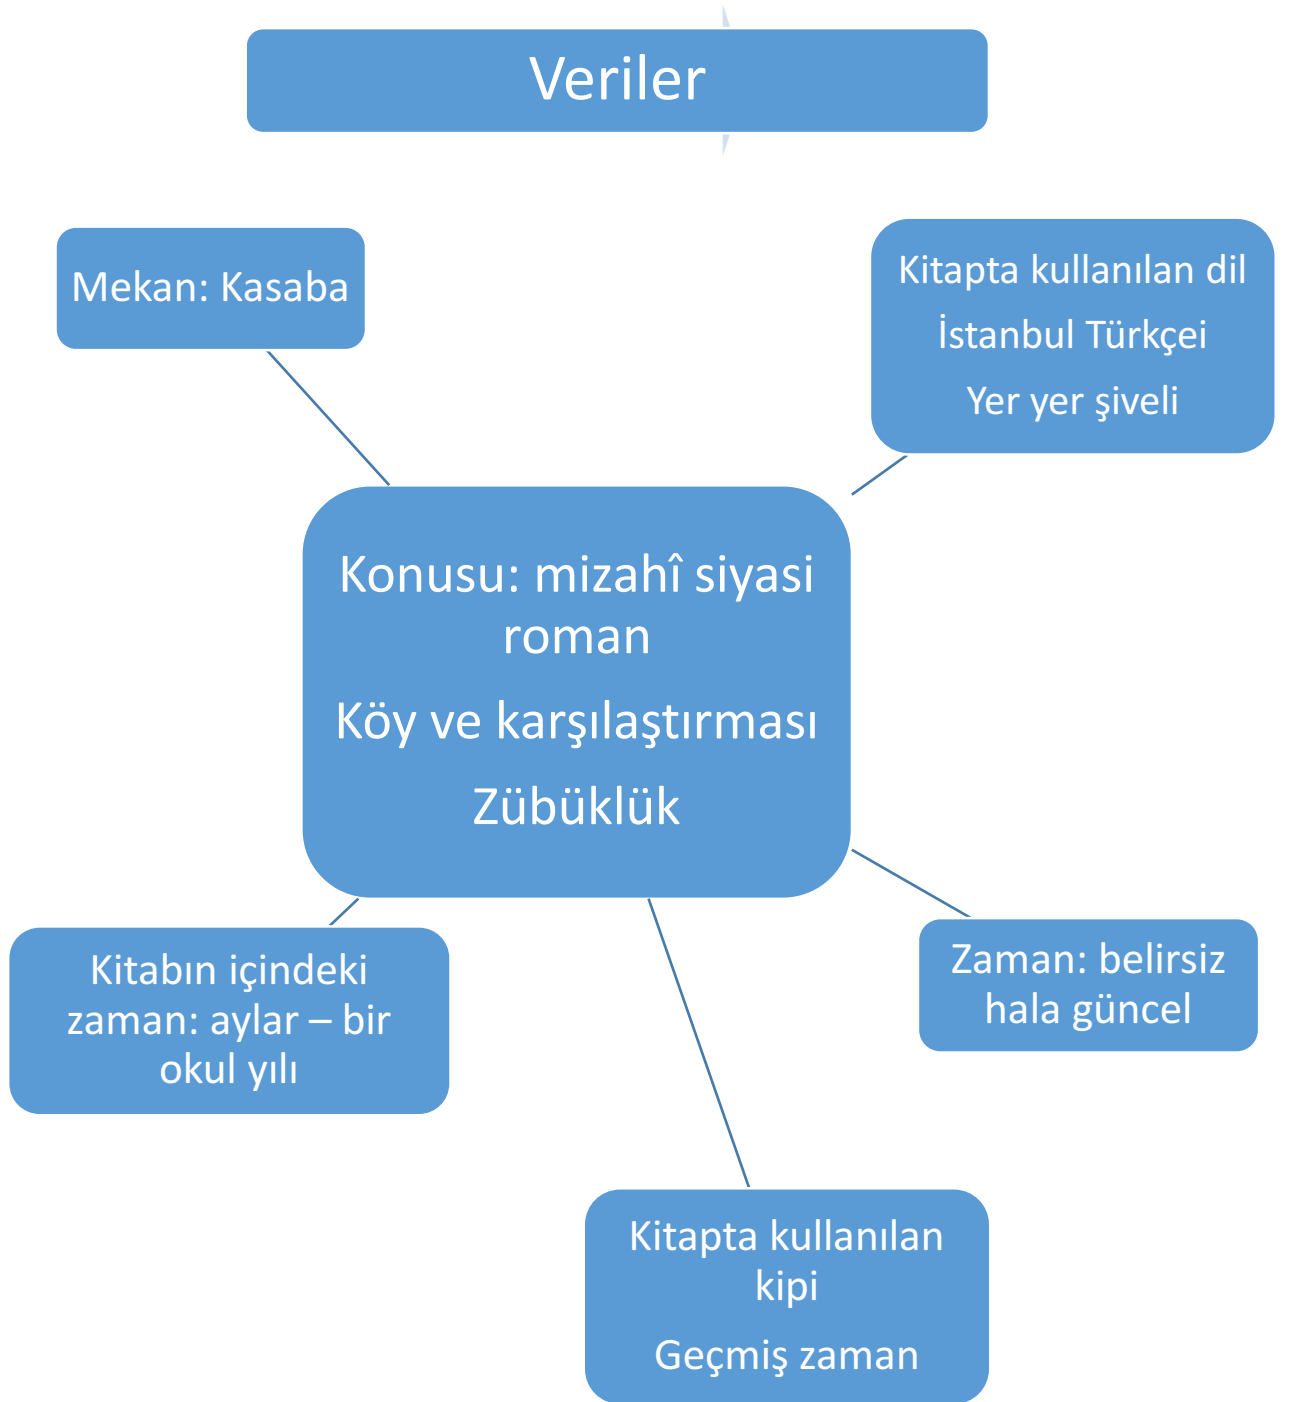 Veriler
Mekan: Kasaba
Kitapta kullanılan dil
İstanbul Türkçei
Yer yer şiveli
Konusu: mizahî siyasi
roman
Köy ve karşılaştırması
Zübüklük
Kitabın içindeki
zaman: aylar – bir
okul yılı
Zaman: belirsiz
hala güncel
Kitapta kullanılan
kipi
Geçmiş zaman